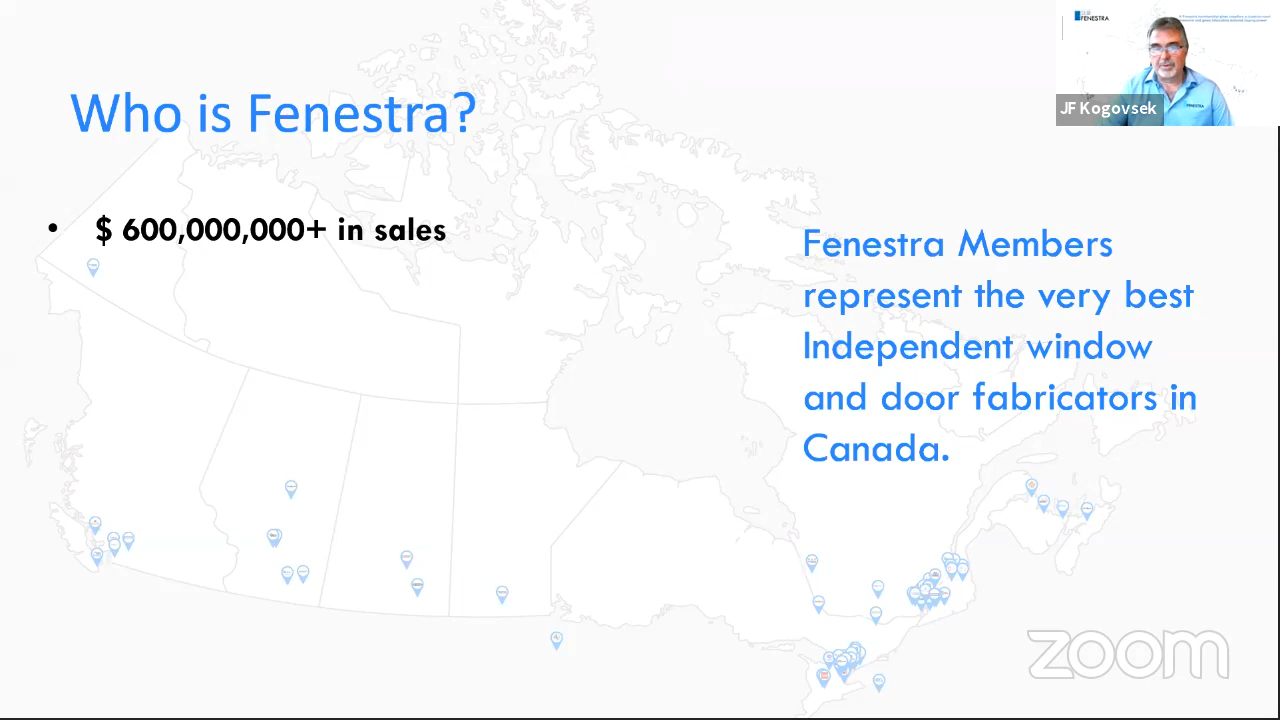 Who is Fenestra?
• $ 600,000,000+ in sales
Fenestra Members
represent the very best
Independent window
and door fabricators in
Canada.
FENESTRA
JF Kogovsek
FENESTRA
zoom